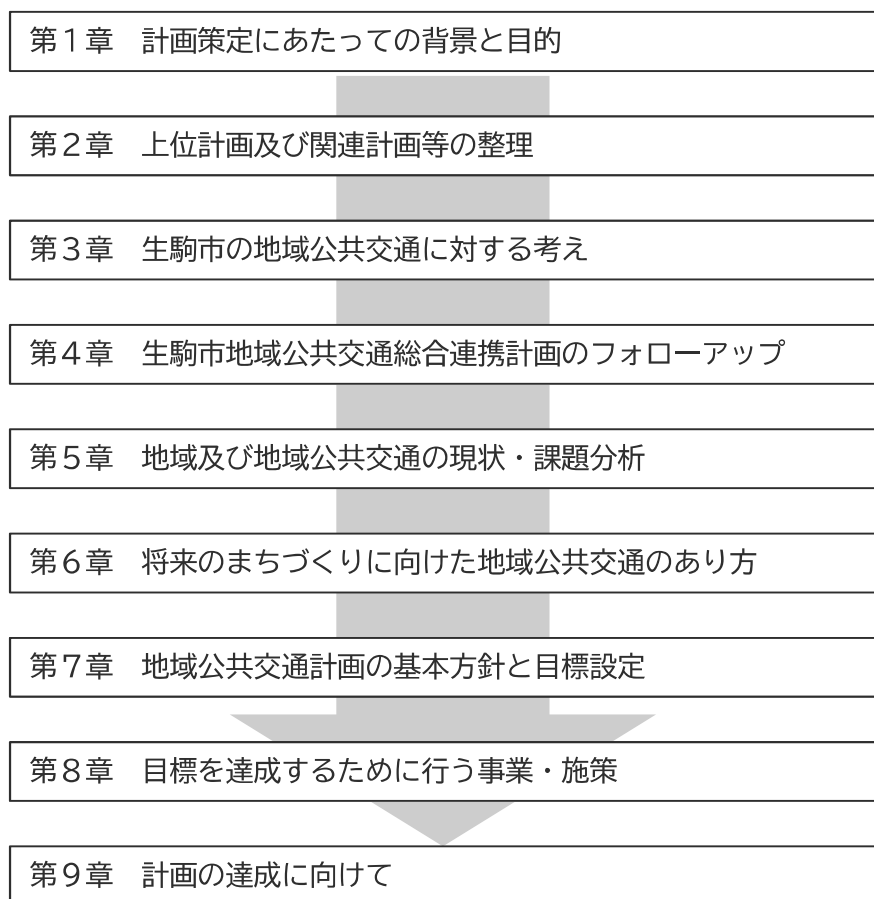 第１章　計画策定にあたっての背景と目的
第２章　上位計画及び関連計画等の整理
第３章　生駒市の地域公共交通に対する考え
第４章　生駒市地域公共交通総合連携計画のフォローアップ
第５章　地域及び地域公共交通の現状・課題分析
第６章　将来のまちづくりに向けた地域公共交通のあり方
第７章　地域公共交通計画の基本方針と目標設定
第８章　目標を達成するために行う事業・施策
第９章　計画の達成に向けて